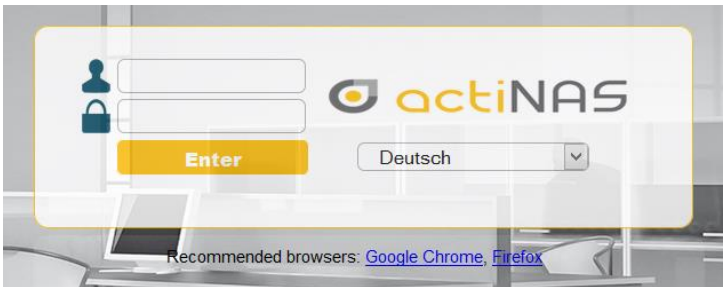 actiNAS
Enter
Deutsch
Recommended browsers: Google Chrome, Firefox